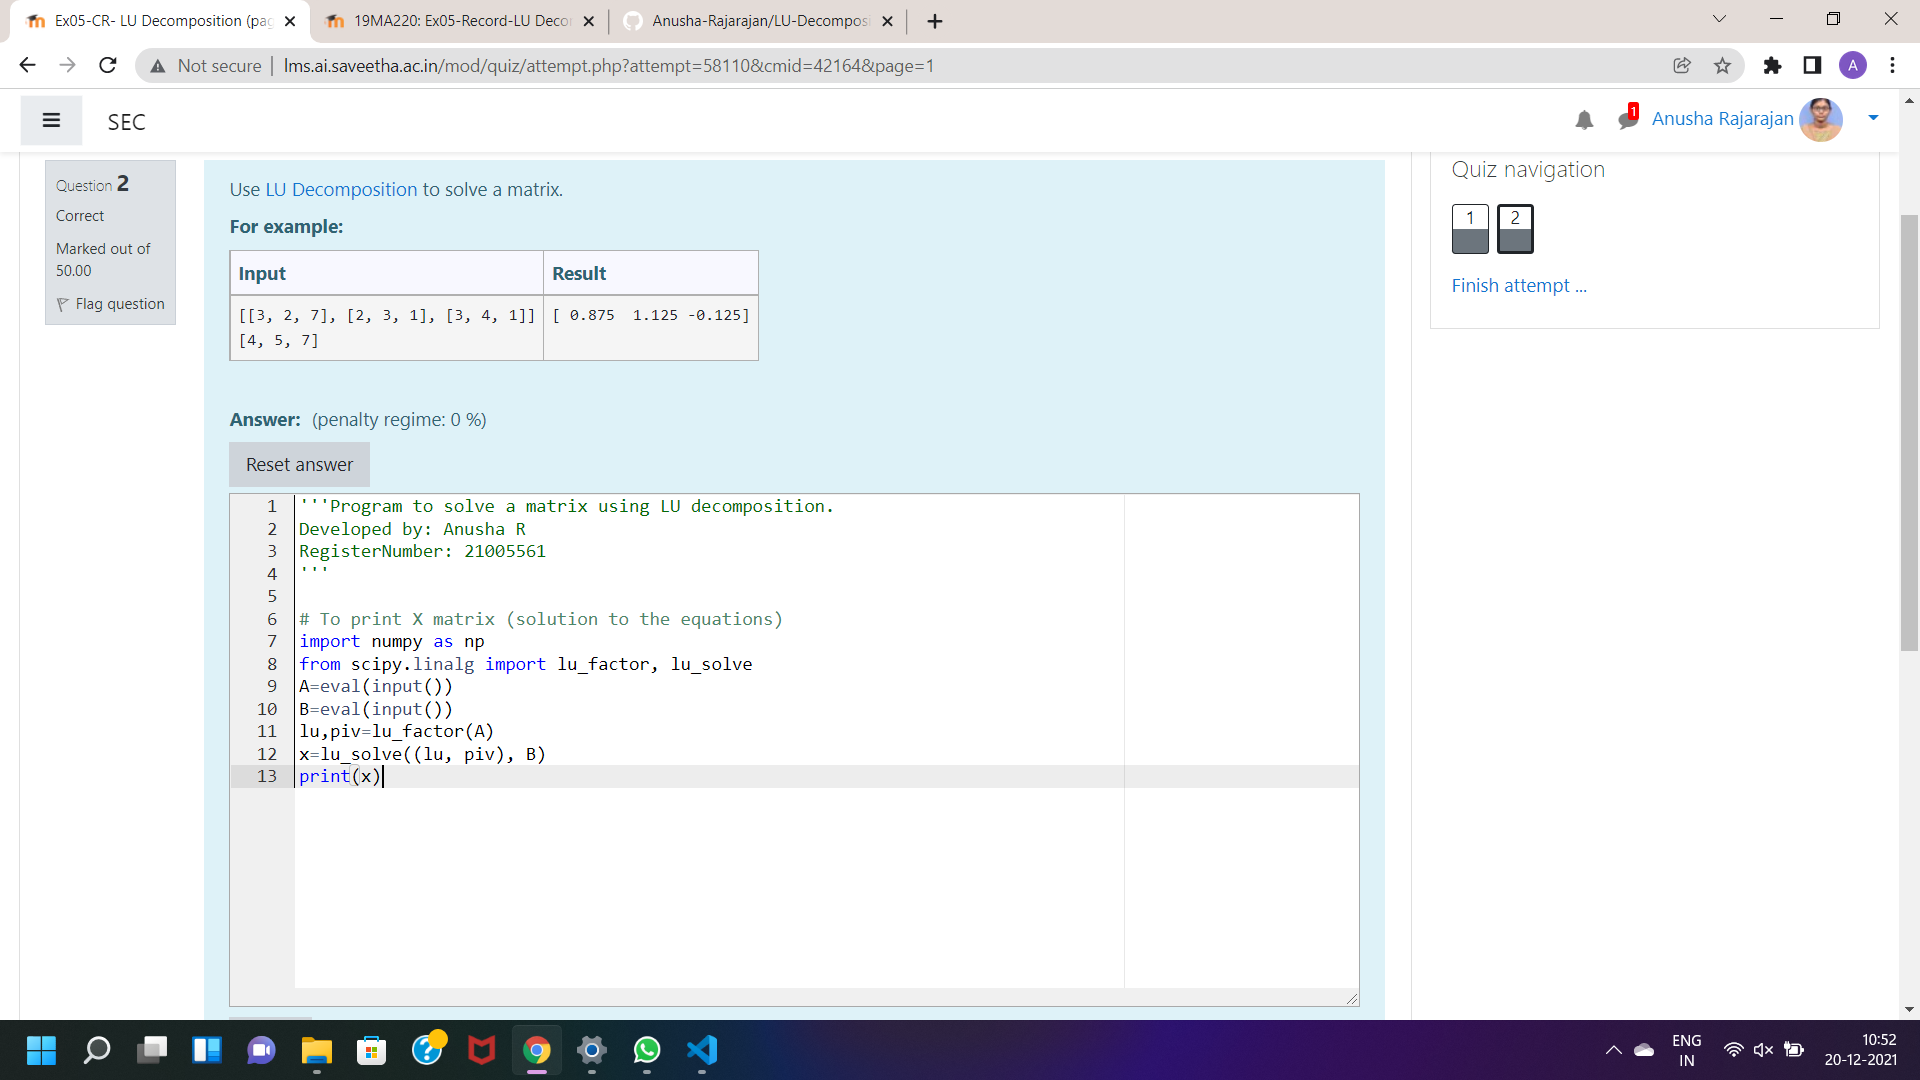 Ex05-CR- LU Decomposition (pag
19MA220: Ex05-Record-LU Decom
Anusha-Rajarajan/LU-Decomposi
Not secure
lms.ai.saveetha.ac.in/mod/quiz/attempt.php?attempt=58110&cmid=42164&page=1
A
SEC
1
Anusha Rajarajan
Question 2
Correct
Marked out of
50.00
Flag question
Use LU Decomposition to solve a matrix.
For example:
Input Result
[[3, 2, 7], [2, 3, 1], [3, 4, 1]] [ 0.875  1.125 -0.125]
[4, 5, 7]
Answer: (penalty regime: 0 %)
Reset answer
1 '''Program to solve a matrix using LU decomposition.
2 Developed by: Anusha R
3 RegisterNumber: 21005561
4 '''
5
6 # To print X matrix (solution to the equations)
7 import numpy as np
8 from scipy.linalg import lu_factor, lu_solve
9 A=eval(input())
10 B=eval(input())
11 lu,piv=lu_factor(A)
12 x=lu_solve((lu, piv), B)
13 print(x)
Quiz navigation
1 2
Finish attempt ...
ENG
IN
10:52
20-12-2021